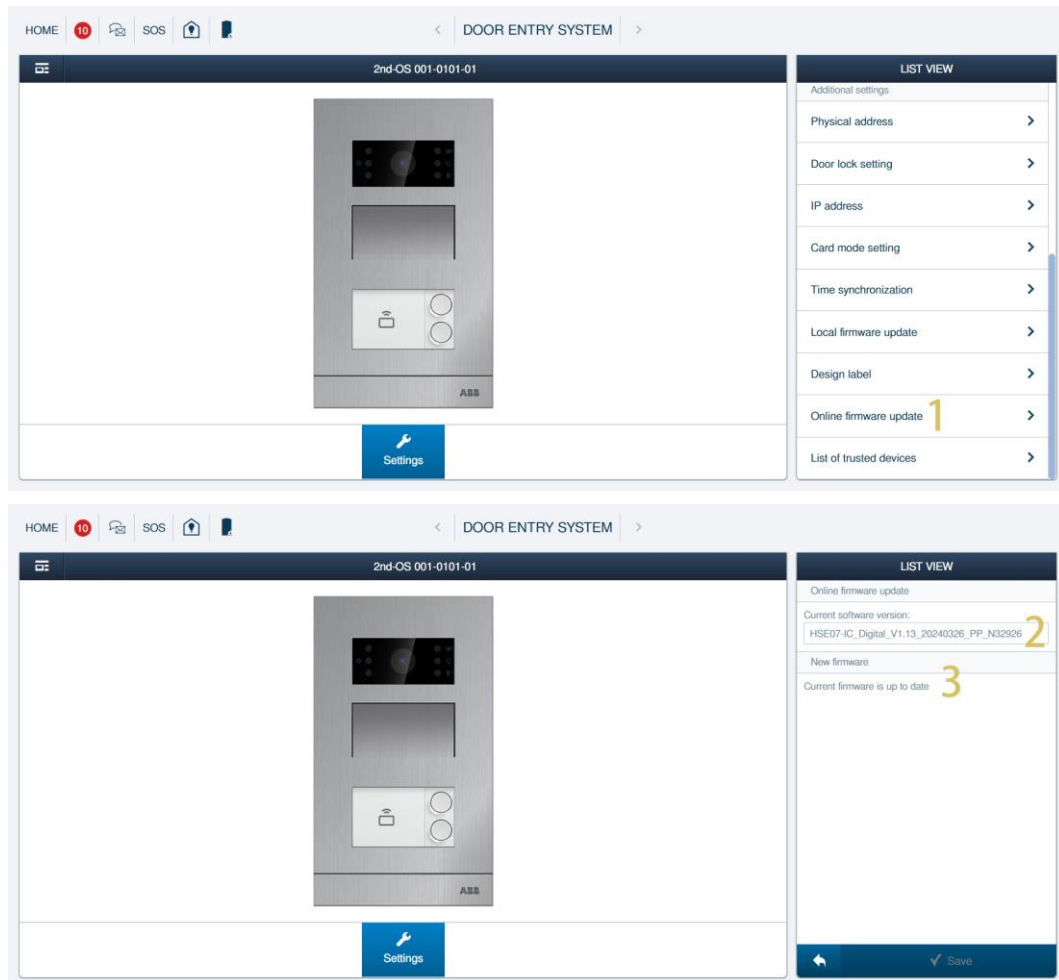 HOME 10 SOS < DOOR ENTRY SYSTEM >
2nd-OS 001-0101-01
ABB
Settings
LIST VIEW
Additional settings
Physical address
Door lock setting
IP address
Card mode setting
Time synchronization
Local firmware update
Design label
Online firmware update 1
List of trusted devices
HOME 10 SOS < DOOR ENTRY SYSTEM >
2nd-OS 001-0101-01
ABB
Settings
LIST VIEW
Online firmware update
Current software version:
HSE07-IC_Digital_V1.13_20240326_PP_N32926 2
New firmware
Current firmware is up to date 3
Save